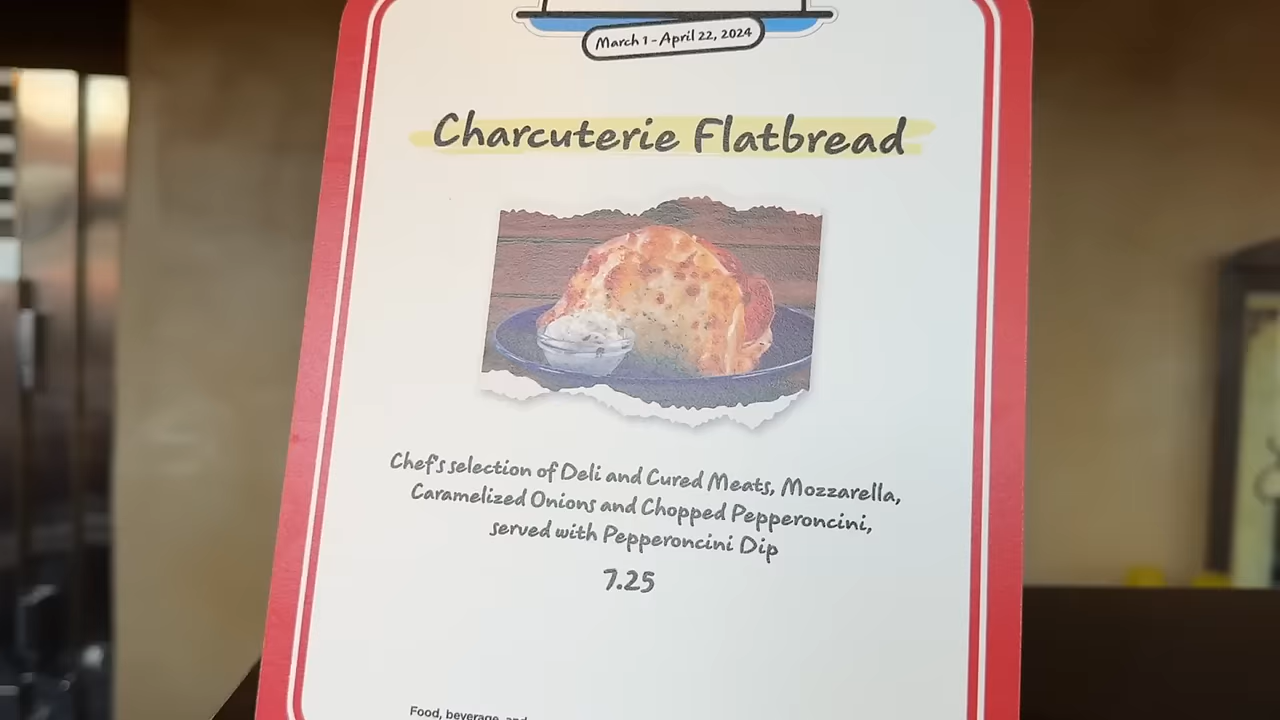 March 1 - April 22, 2024
Charcuterie Flatbread
Chef's selection of Deli and Cured Meats, Mozzarella,
Caramelized Onions and Chopped Pepperoncini,
served with Pepperoncini Dip
7.25
Food, beverage, and